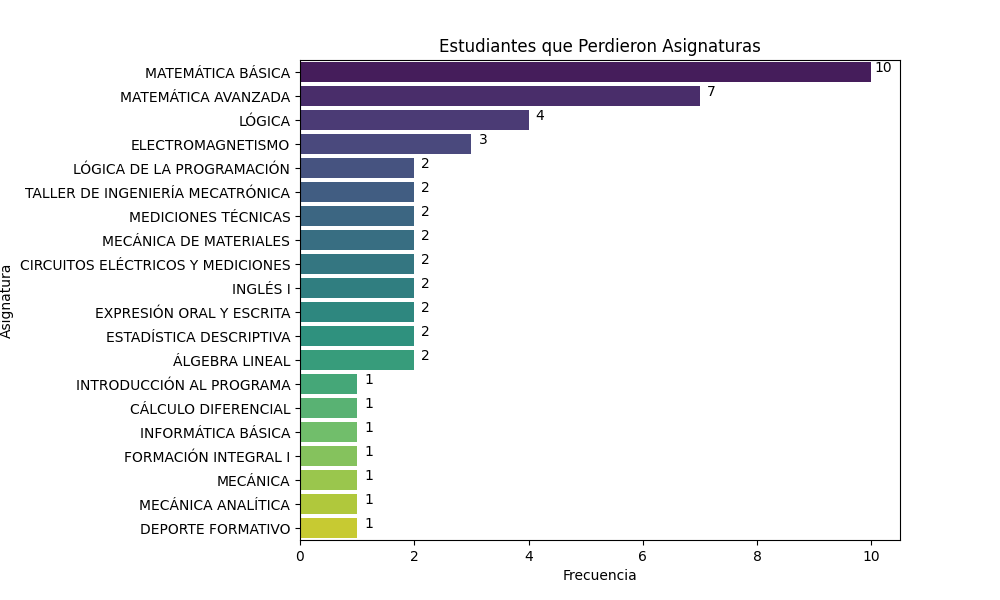 Estudiantes que Perdieron Asignaturas
MATEMÁTICA BÁSICA 10
MATEMÁTICA AVANZADA 7
LÓGICA 4
ELECTROMAGNETISMO 3
LÓGICA DE LA PROGRAMACIÓN 2
TALLER DE INGENIERÍA MECATRÓNICA 2
MEDICIONES TÉCNICAS 2
MECÁNICA DE MATERIALES 2
CIRCUITOS ELÉCTRICOS Y MEDICIONES 2
INGLÉS I 2
EXPRESIÓN ORAL Y ESCRITA 2
ESTADÍSTICA DESCRIPTIVA 2
ÁLGEBRA LINEAL 2
INTRODUCCIÓN AL PROGRAMA 1
CÁLCULO DIFERENCIAL 1
INFORMÁTICA BÁSICA 1
FORMACIÓN INTEGRAL I 1
MECÁNICA 1
MECÁNICA ANALÍTICA 1
DEPORTE FORMATIVO 1
0 2 4 6 8 10
Frecuencia
Asignatura